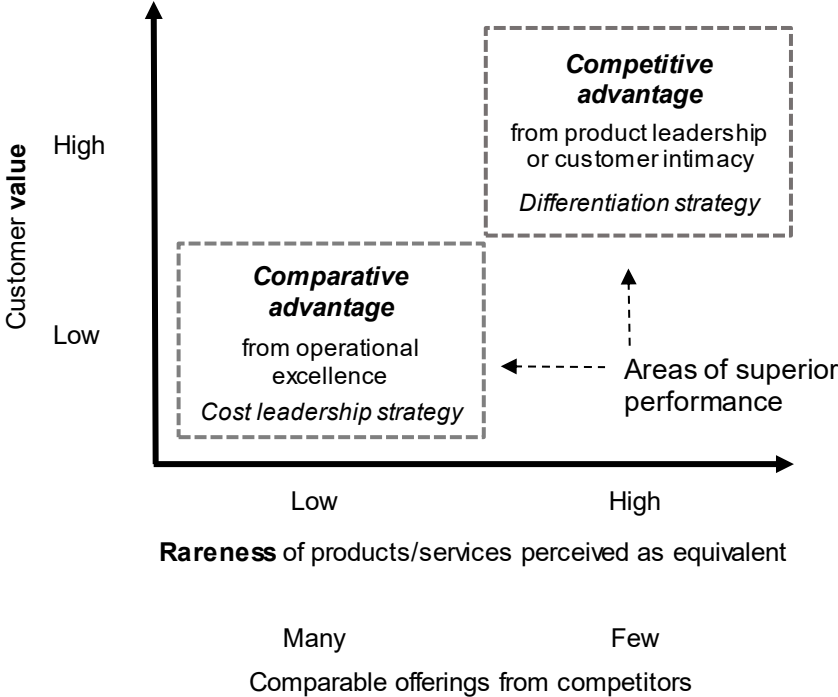 Competitive
advantage
from product leadership
or customer intimacy
Differentiation strategy
High
Customer value
Comparative
advantage
from operational
excellence
Cost leadership strategy
Low
Areas of superior
performance
Low High
Rareness of products/services perceived as equivalent
Many Few
Comparable offerings from competitors